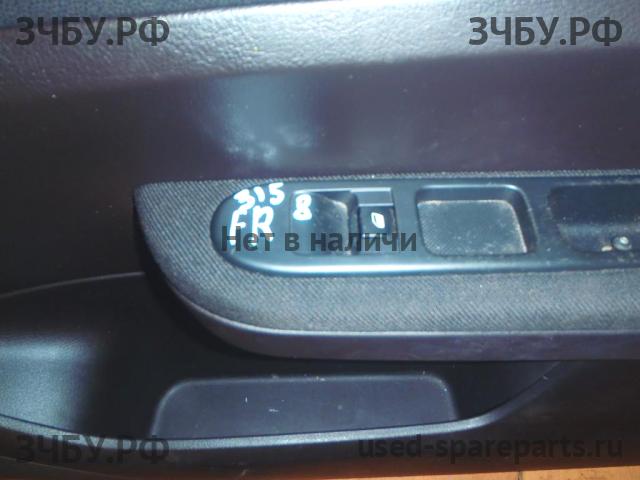 ЗЧБУ.РФ ЗЧБУ.РФ
315
FR 8
Нет в наличи
ЗЧБУ.РФ used-spareparts.ru